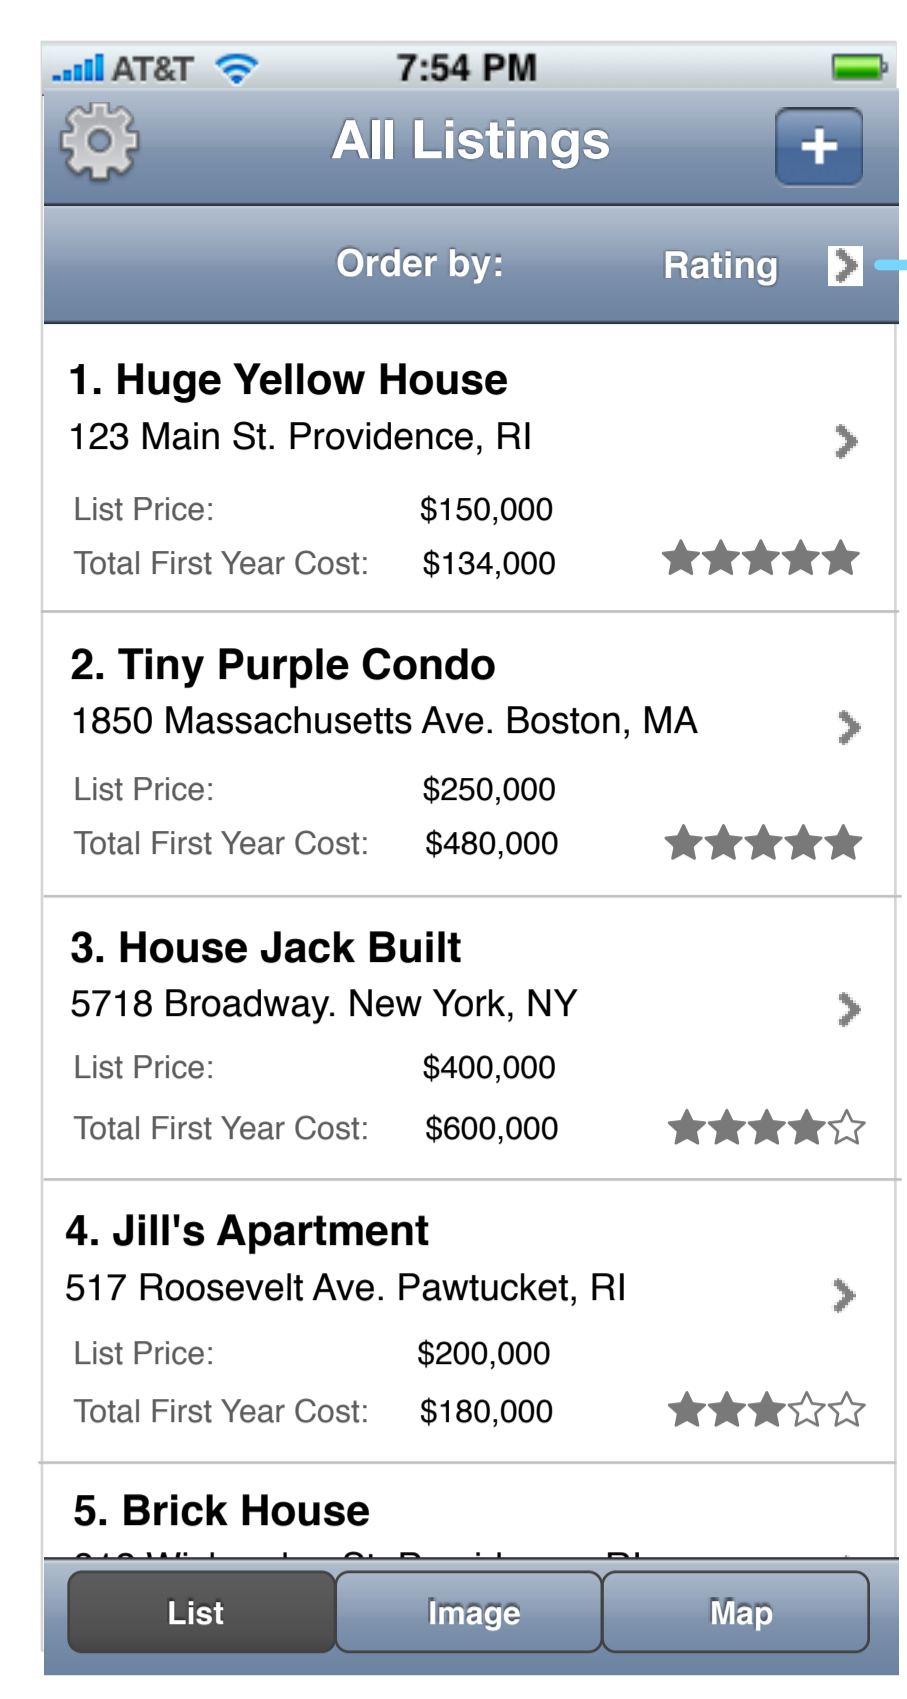 AT&T 7:54 PM
All Listings +
Order by: Rating
1. Huge Yellow House
123 Main St. Providence, RI
List Price: $150,000
Total First Year Cost: $134,000
2. Tiny Purple Condo
1850 Massachusetts Ave. Boston, MA
List Price: $250,000
Total First Year Cost: $480,000
3. House Jack Built
5718 Broadway. New York, NY
List Price: $400,000
Total First Year Cost: $600,000
4. Jill's Apartment
517 Roosevelt Ave. Pawtucket, RI
List Price: $200,000
Total First Year Cost: $180,000
5. Brick House
List Image Map